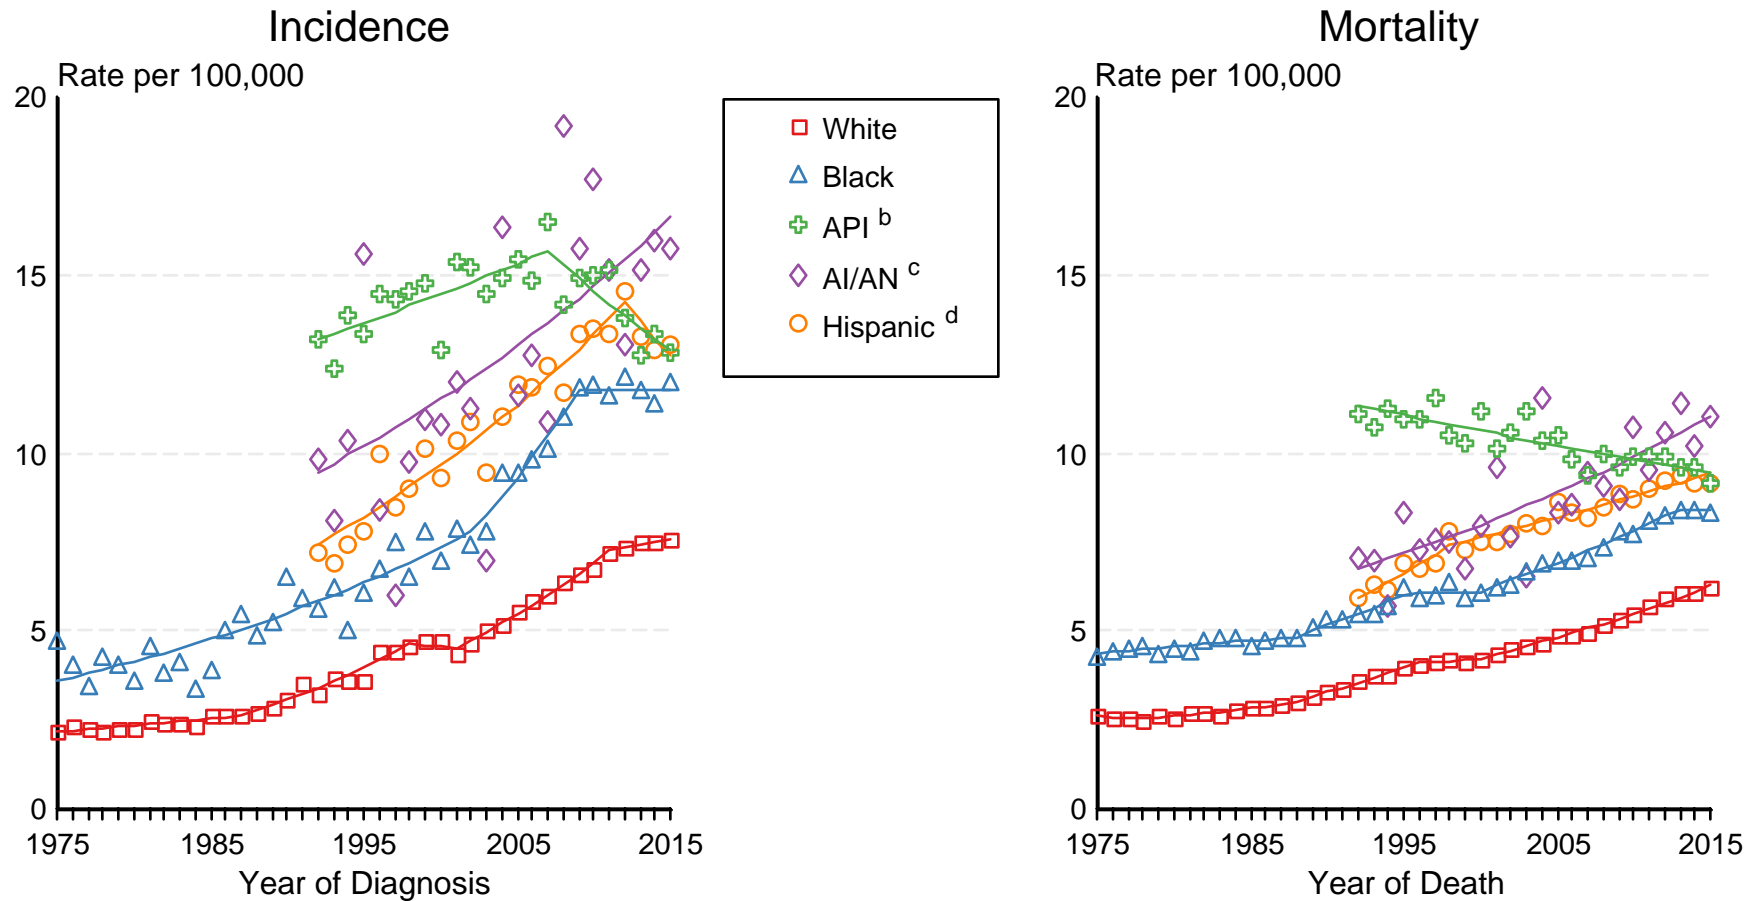 Incidence
Rate per 100,000
20
15
10
5
0
1975 1985 1995 2005 2015
Year of Diagnosis
White
Black
API b
AI/AN c
Hispanic d
Mortality
Rate per 100,000
20
15
10
5
0
1975 1985 1995 2005 2015
Year of Death